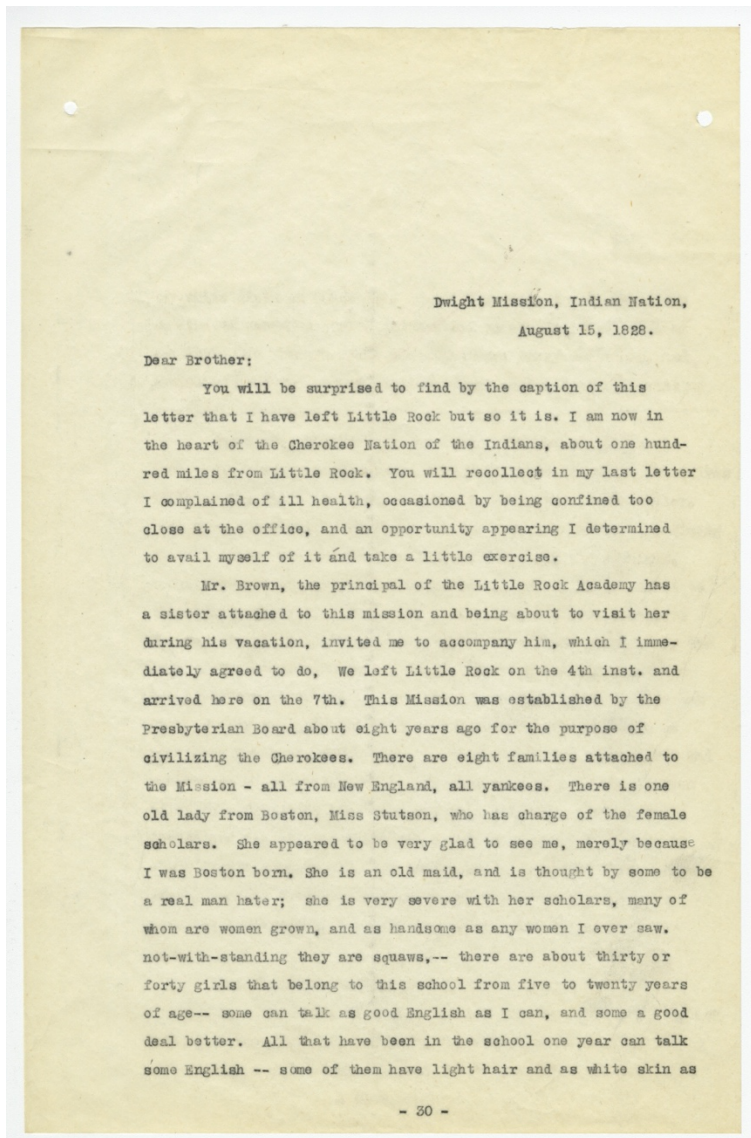 Dwight Mission, Indian Nation,
August 15, 1828.
Dear Brother:
You will be surprised to find by the caption of this
letter that I have left Little Rock but so it is. I am now in
the heart of the Cherokee Nation of the Indians, about one hund-
red miles from Little Rock. You will recollect in my last letter
I complained of ill health, occasioned by being confined too
close at the office, and an opportunity appearing I determined
to avail myself of it and take a little exercise.
Mr. Brown, the principal of the Little Rock Academy has
a sister attached to this mission and being about to visit her
during his vacation, invited me to accompany him, which I imme-
diately agreed to do, We left Little Rock on the 4th inst. and
arrived here on the 7th. This Mission was established by the
Presbyterian Board about eight years ago for the purpose of
civilizing the Cherokees. There are eight families attached to
the Mission - all from New England, all yankees. There is one
old lady from Boston, Miss Stutson, who has charge of the female
scholars. She appeared to be very glad to see me, merely because
I was Boston born. She is an old maid, and is thought by some to be
a real man hater; she is very severe with her scholars, many of
whom are women grown, and as handsome as any women I ever saw.
not-with-standing they are squaws,-- there are about thirty or
forty girls that belong to this school from five to twenty years
of age-- some can talk as good English as I can, and some a good
deal better. All that have been in the school one year can talk
some English -- some of them have light hair and as white skin as
- 30 -